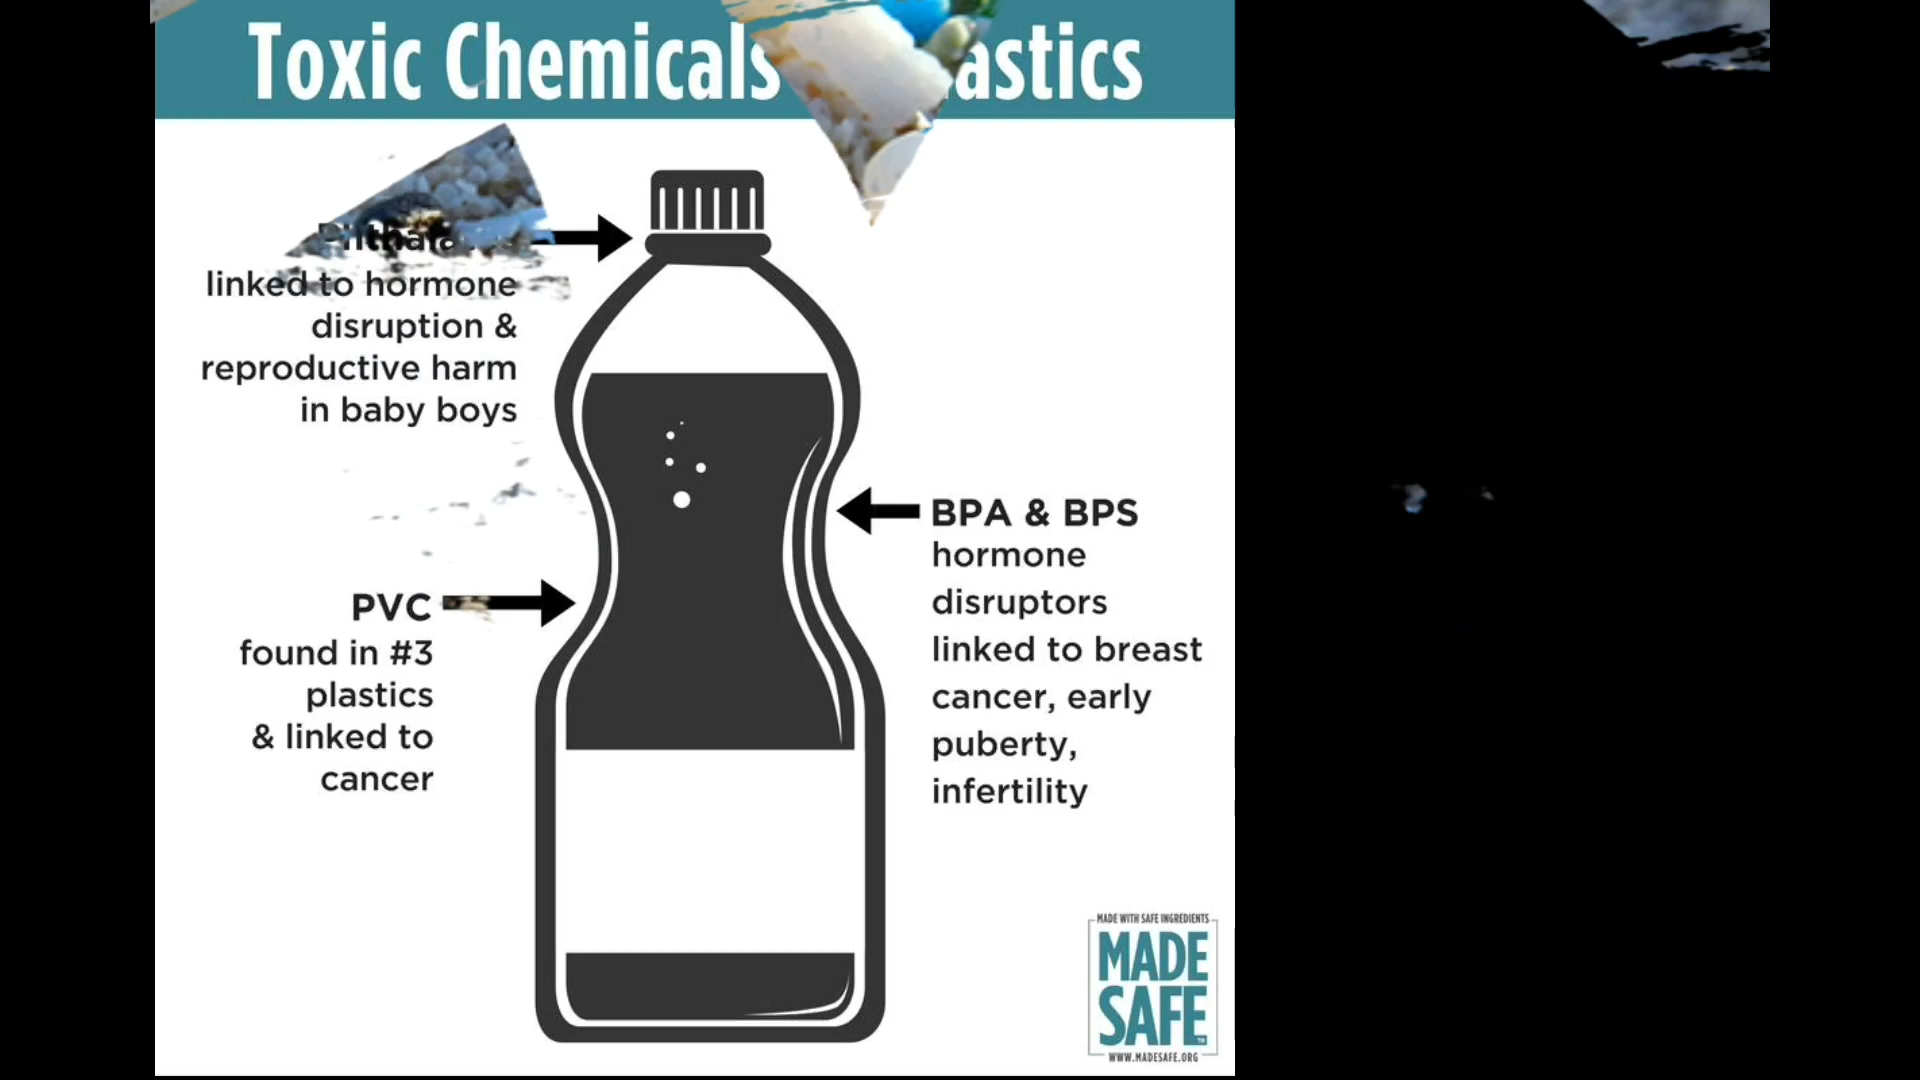 Toxic Chemicals
linked to hormone
disruption &
reproductive harm
in baby boys
BPA & BPS
hormone
disruptors
linked to breast
cancer, early
puberty,
infertility
PVC
found in #3
plastics
& linked to
cancer
MADE WITH SAFE INGREDIENTS
MADE
SAFE
TM
WWW.MADESAFE.ORG